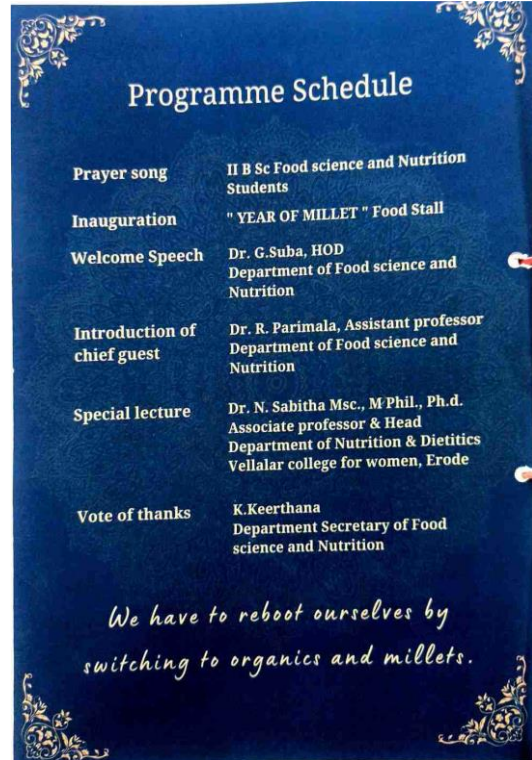 Programme Schedule
Prayer song
II B Sc Food science and Nutrition
Students
Inauguration
" YEAR OF MILLET " Food Stall
Welcome Speech
Dr. G.Suba, HOD
Department of Food science and
Nutrition
Introduction of
chief guest
Dr. R. Parimala, Assistant professor
Department of Food science and
Nutrition
Special lecture
Dr. N. Sabitha Msc., M.Phil., Ph.d.
Associate professor & Head
Department of Nutrition & Dietitics
Vellalar college for women, Erode
Vote of thanks
K.Keerthana
Department Secretary of Food
science and Nutrition
We have to reboot ourselves by
switching to organics and millets.